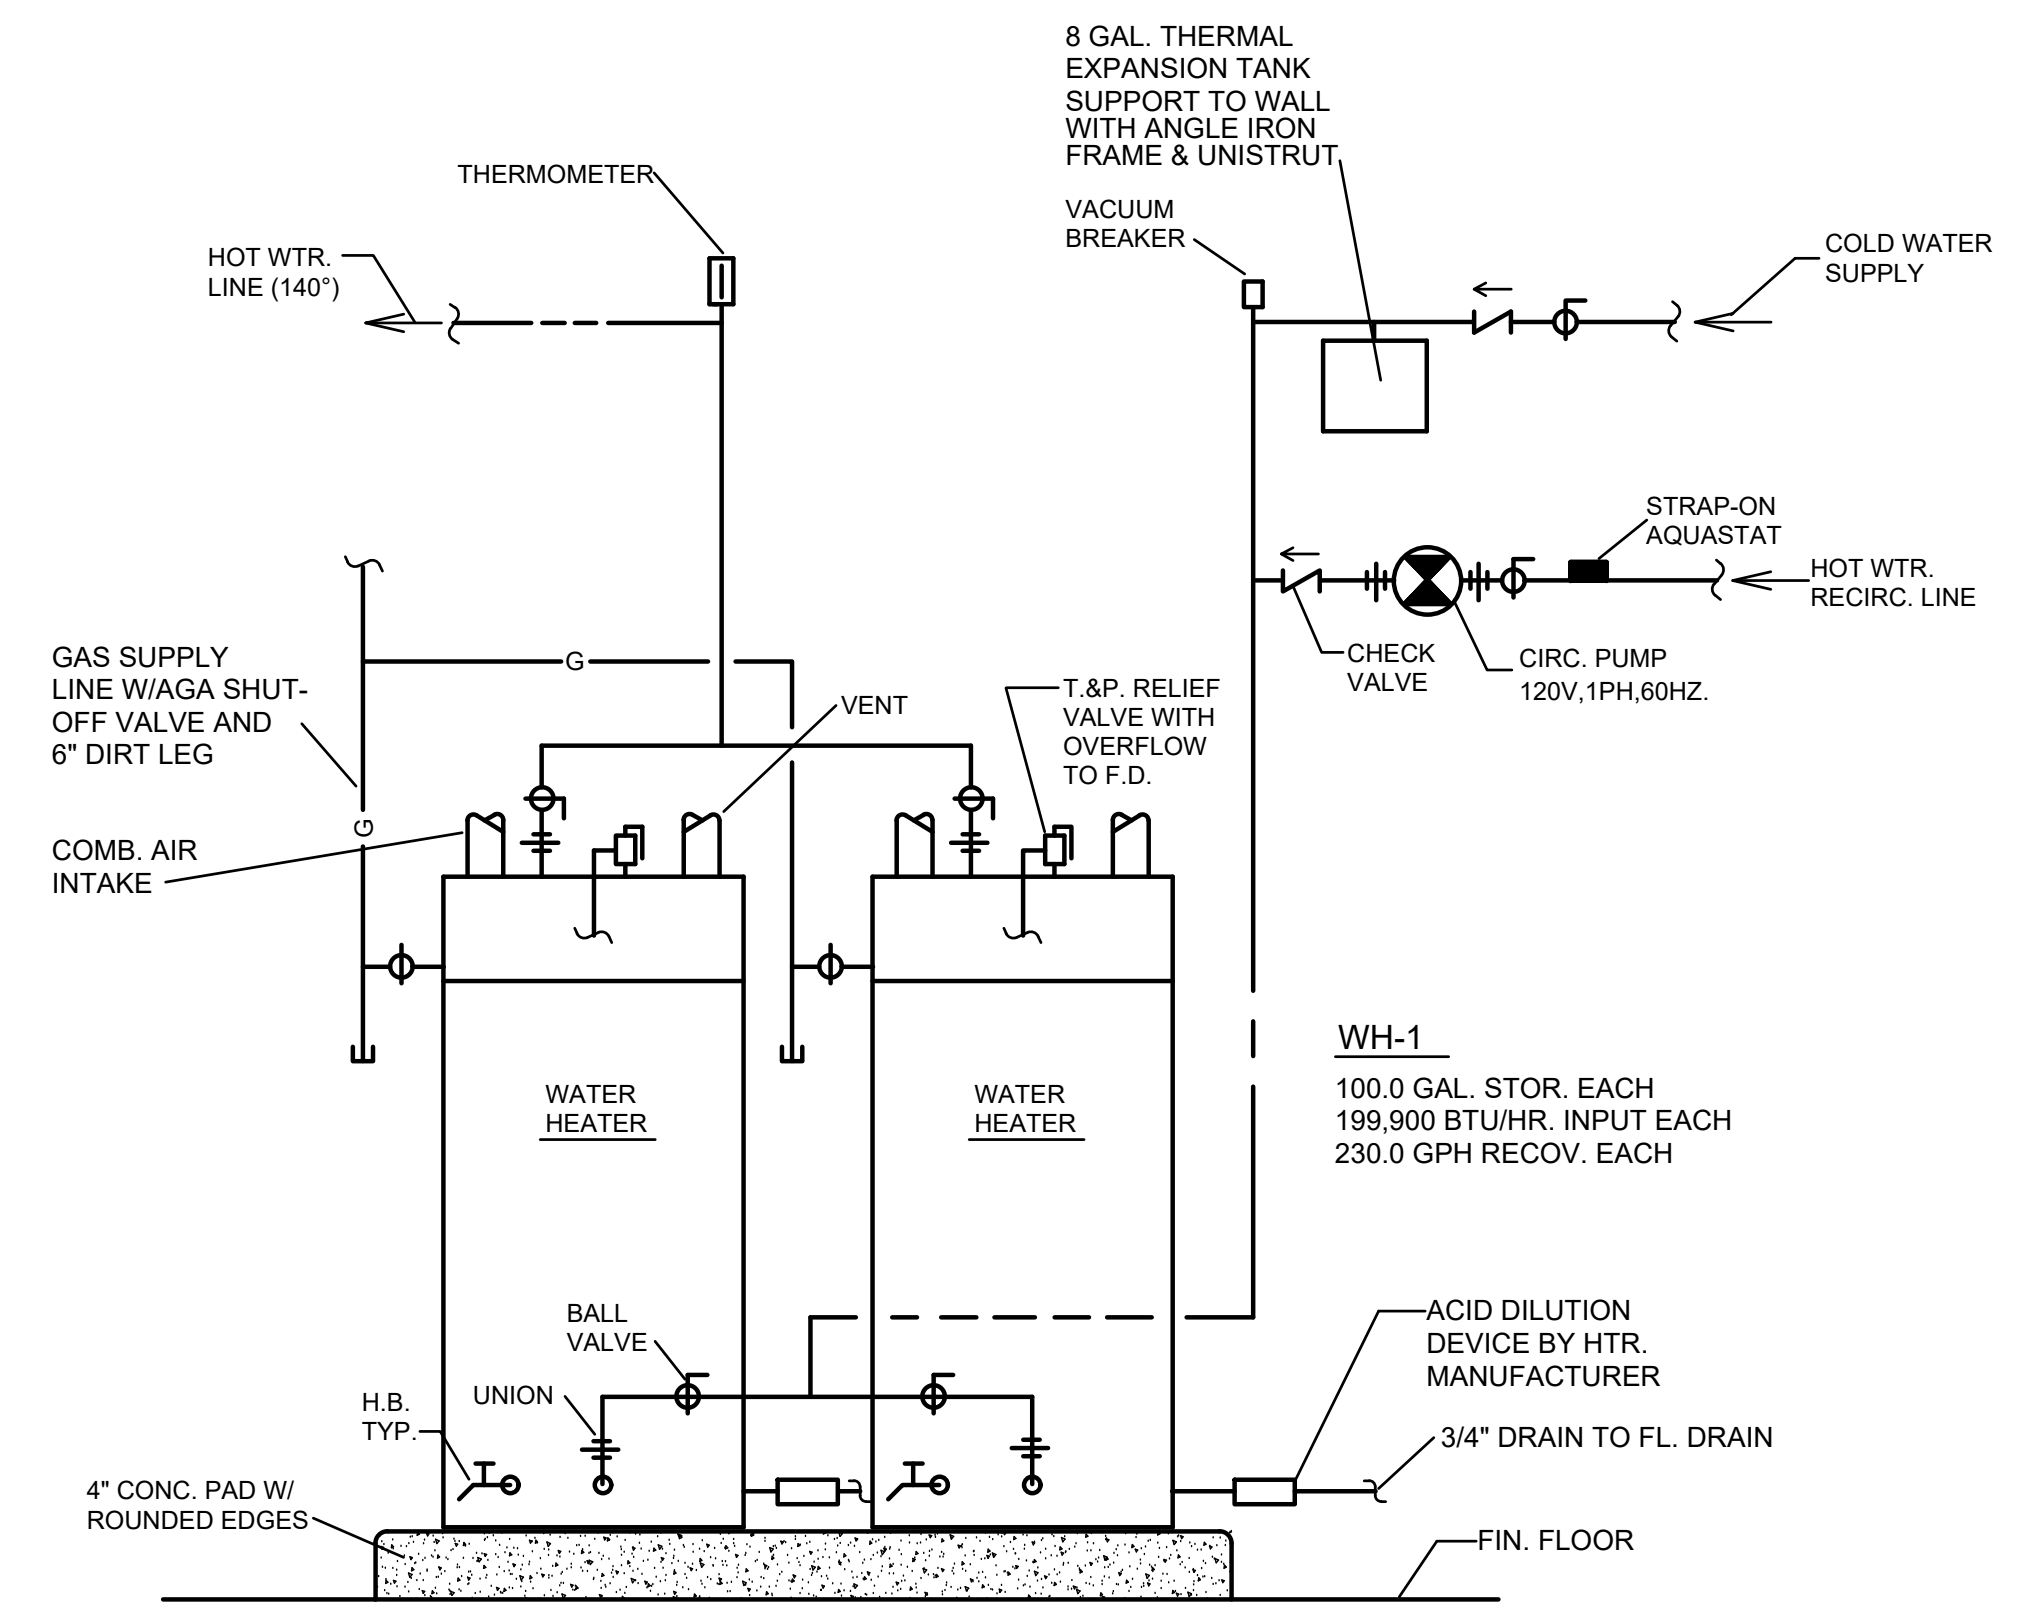 8 GAL. THERMAL
EXPANSION TANK
SUPPORT TO WALL
WITH ANGLE IRON
FRAME & UNISTRUT
THERMOMETER
VACUUM
BREAKER
HOT WTR.
LINE (140°)
COLD WATER
SUPPLY
STRAP-ON
AQUASTAT
HOT WTR.
RECIRC. LINE
CHECK
VALVE
CIRC. PUMP
120V,1PH,60HZ.
GAS SUPPLY
LINE W/AGA SHUT-
OFF VALVE AND
6" DIRT LEG
G
G
VENT
T.&P. RELIEF
VALVE WITH
OVERFLOW
TO F.D.
COMB. AIR
INTAKE
WATER
HEATER
WATER
HEATER
WH-1
100.0 GAL. STOR. EACH
199,900 BTU/HR. INPUT EACH
230.0 GPH RECOV. EACH
BALL
VALVE
UNION
H.B.
TYP.
ACID DILUTION
DEVICE BY HTR.
MANUFACTURER
3/4" DRAIN TO FL. DRAIN
4" CONC. PAD W/
ROUNDED EDGES
FIN. FLOOR